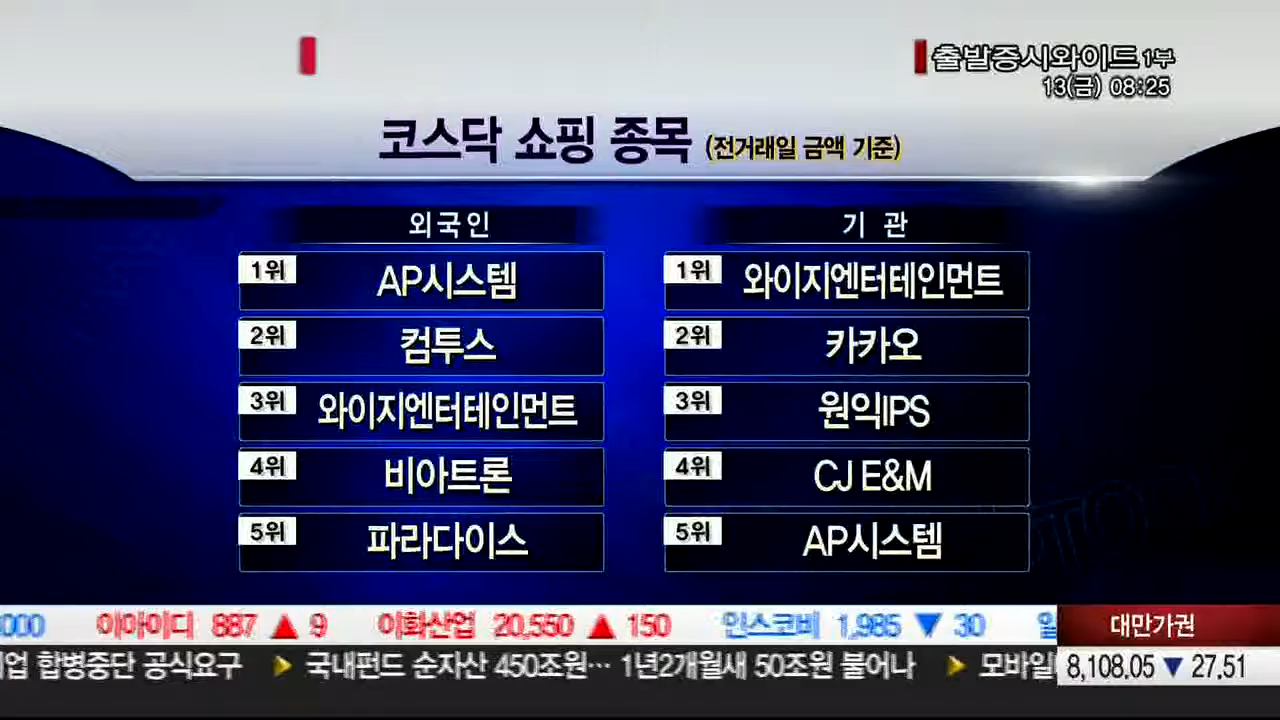 출발증시와이드 1부
13(금) 08:25
코스닥 쇼핑 종목 (전거래일 금액 기준)
외국인
1위 AP시스템
2위 컴투스
3위 와이지엔터테인먼트
4위 비아트론
5위 파라다이스
기 관
1위 와이지엔터테인먼트
2위 카카오
3위 원익IPS
4위 CJ E&M
5위 AP시스템
000 이아이디 887 ▲ 9 이화산업 20,550 ▲ 150 인스코비 1,985 ▼ 30
대만가권
업 합병중단 공식요구 ▶ 국내펀드 순자산 450조원… 1년2개월새 50조원 불어나 ▶ 모바일
8,108.05 ▼ 27.51